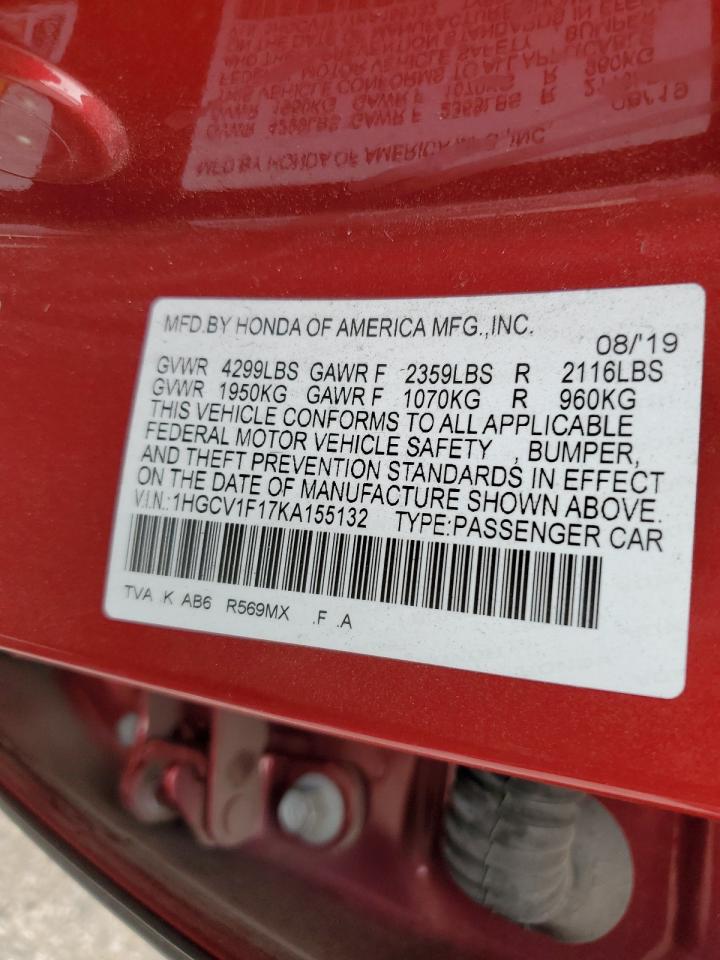 MFD.BY HONDA OF AMERICA MFG.,INC. 08/'19
GVWR 4299LBS GAWR F 2359LBS R 2116LBS
GVWR 1950KG GAWR F 1070KG R 960KG
THIS VEHICLE CONFORMS TO ALL APPLICABLE
FEDERAL MOTOR VEHICLE SAFETY , BUMPER,
AND THEFT PREVENTION STANDARDS IN EFFECT
ON THE DATE OF MANUFACTURE SHOWN ABOVE.
V.I.N.:1HGCV1F17KA155132 TYPE:PASSENGER CAR
TVA K AB6 R569MX .F .A